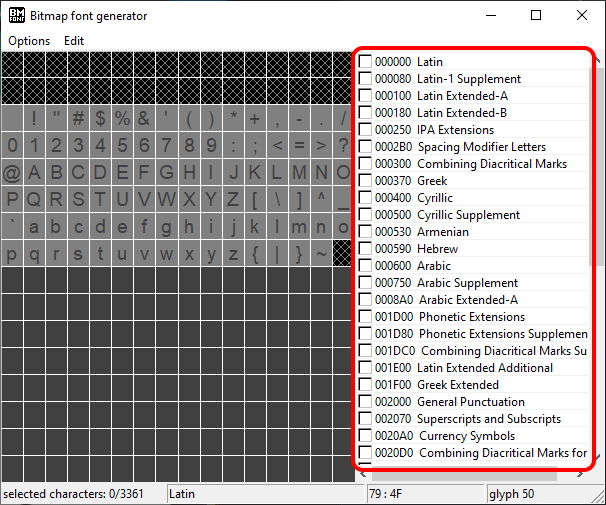 BM FONT Bitmap font generator
Options Edit
! " # $ % & ' ( ) * + , - . /
0 1 2 3 4 5 6 7 8 9 : ; < = > ?
@ A B C D E F G H I J K L M N O
P Q R S T U V W X Y Z [ \ ] ^ _
` a b c d e f g h i j k l m n o
p q r s t u v w x y z { | } ~
000000 Latin
000080 Latin-1 Supplement
000100 Latin Extended-A
000180 Latin Extended-B
000250 IPA Extensions
0002B0 Spacing Modifier Letters
000300 Combining Diacritical Marks
000370 Greek
000400 Cyrillic
000500 Cyrillic Supplement
000530 Armenian
000590 Hebrew
000600 Arabic
000750 Arabic Supplement
0008A0 Arabic Extended-A
001D00 Phonetic Extensions
001D80 Phonetic Extensions Supplemen
001DC0 Combining Diacritical Marks Su
001E00 Latin Extended Additional
001F00 Greek Extended
002000 General Punctuation
002070 Superscripts and Subscripts
0020A0 Currency Symbols
0020D0 Combining Diacritical Marks for
selected characters: 0/3361 Latin 79 : 4F glyph 50